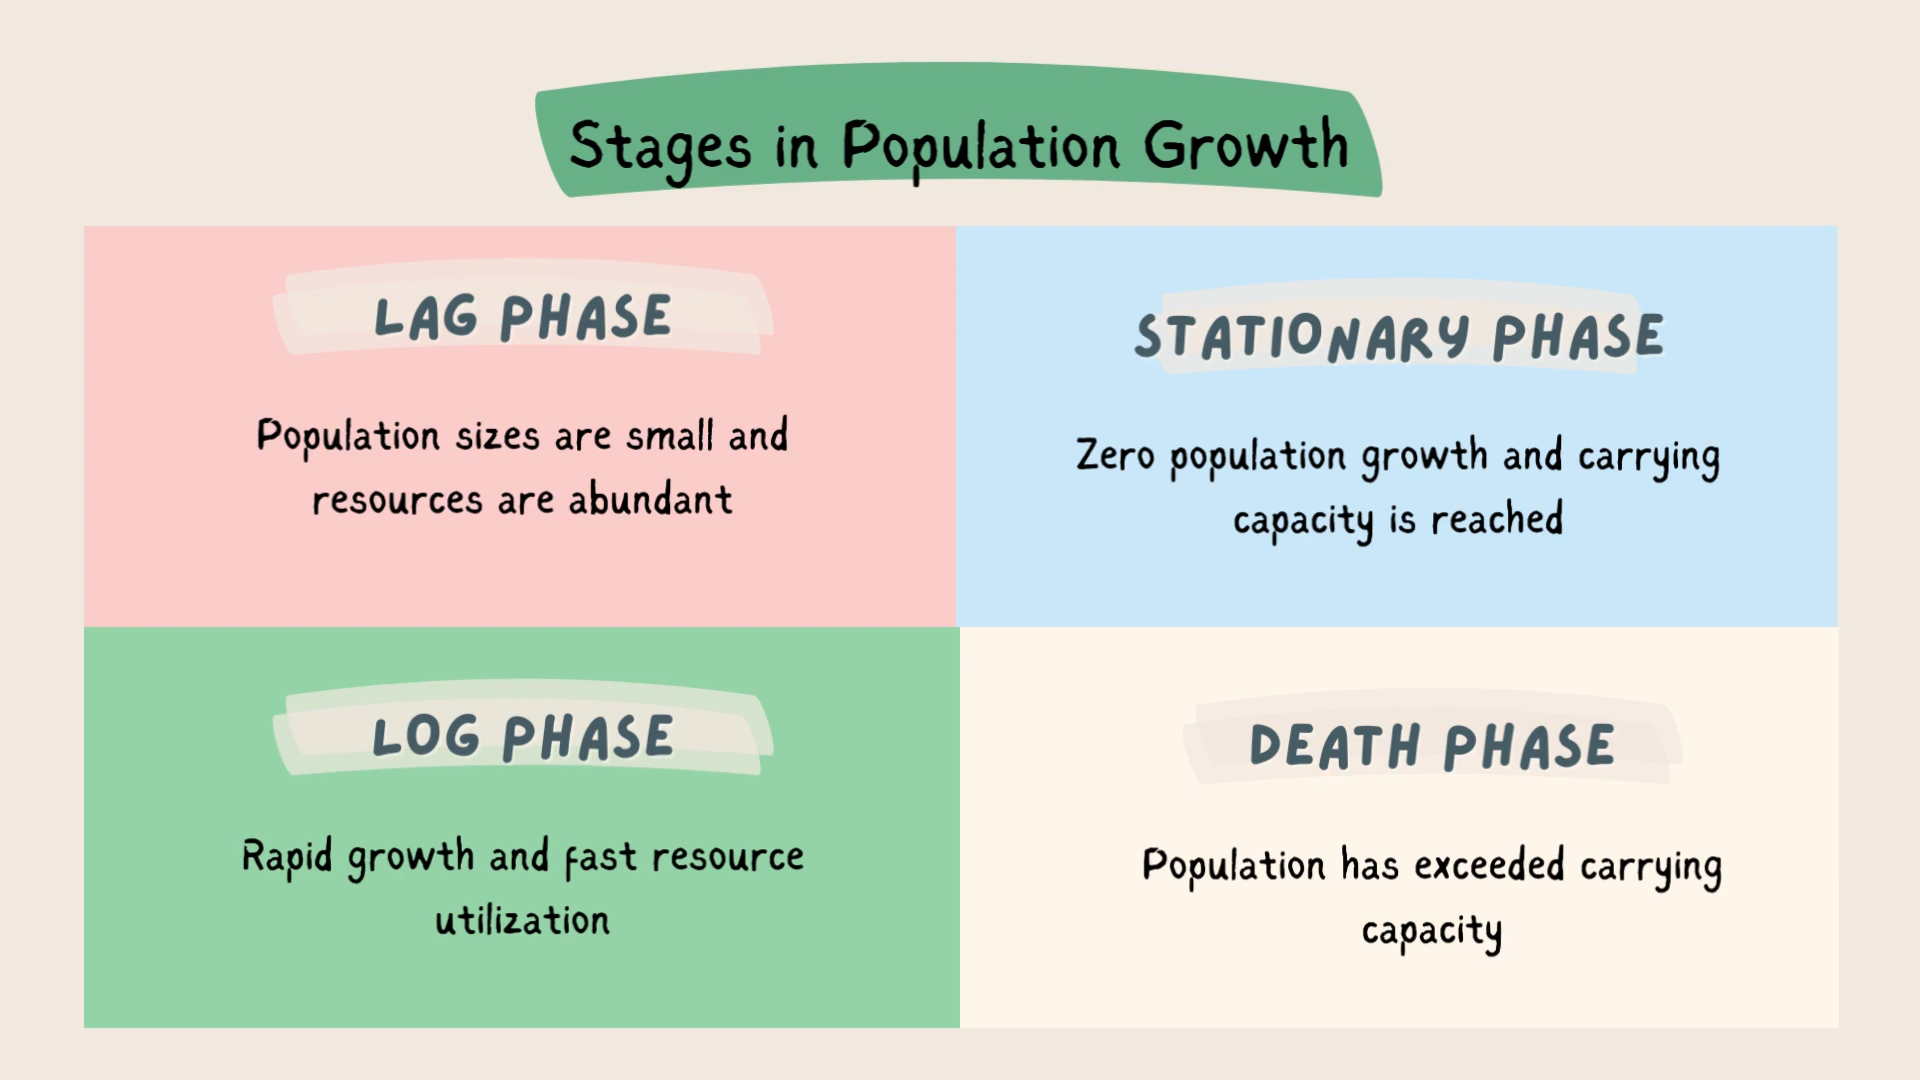 Stages in Population Growth
LAG PHASE
Population sizes are small and
resources are abundant
STATIONARY PHASE
Zero population growth and carrying
capacity is reached
LOG PHASE
Rapid growth and fast resource
utilization
DEATH PHASE
Population has exceeded carrying
capacity